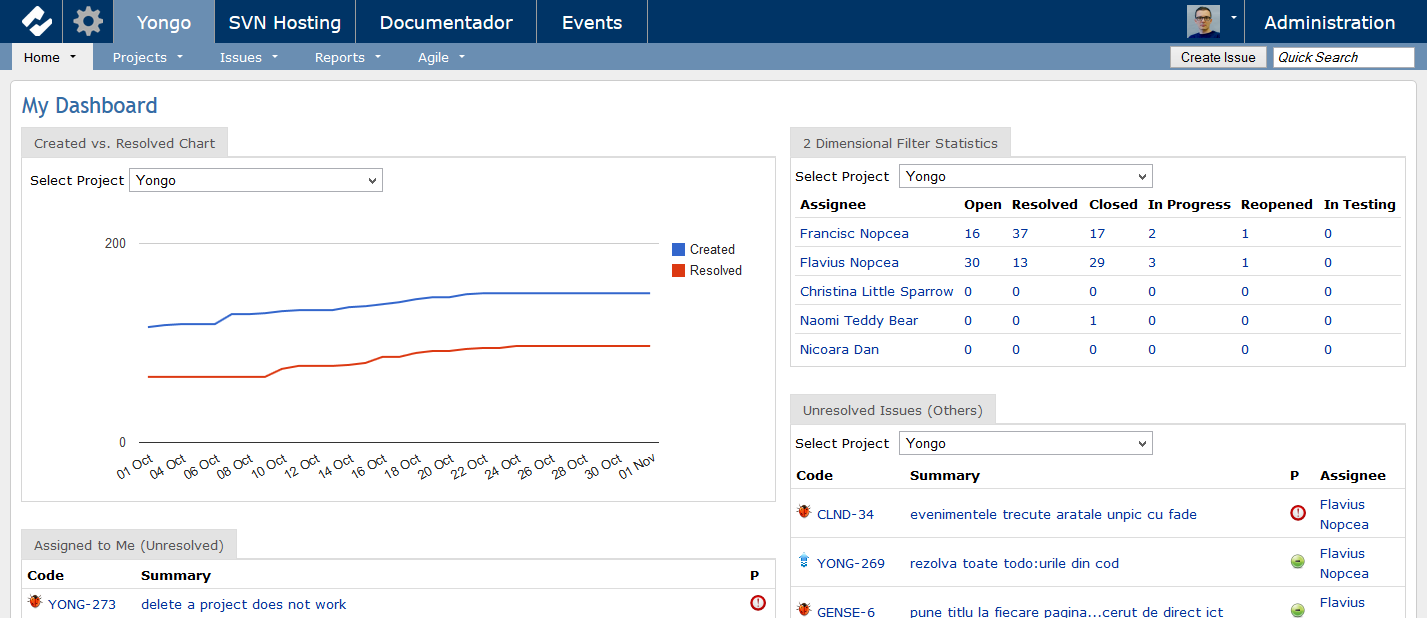 Yongo SVN Hosting Documentador Events Administration
Home Projects Issues Reports Agile Create Issue Quick Search
My Dashboard
Created vs. Resolved Chart
Select Project Yongo
200
0
Created
Resolved
01 Oct 04 Oct 06 Oct 08 Oct 10 Oct 12 Oct 14 Oct 16 Oct 18 Oct 20 Oct 22 Oct 24 Oct 26 Oct 28 Oct 30 Oct 01 Nov
Assigned to Me (Unresolved)
Code Summary P
YONG-273 delete a project does not work
2 Dimensional Filter Statistics
Select Project Yongo
Assignee Open Resolved Closed In Progress Reopened In Testing
Francisc Nopcea 16 37 17 2 1 0
Flavius Nopcea 30 13 29 3 1 0
Christina Little Sparrow 0 0 0 0 0 0
Naomi Teddy Bear 0 0 1 0 0 0
Nicoara Dan 0 0 0 0 0 0
Unresolved Issues (Others)
Select Project Yongo
Code Summary P Assignee
CLND-34 evenimentele trecute aratale unpic cu fade Flavius
Nopcea
YONG-269 rezolva toate todo:urile din cod Flavius
Nopcea
GENSE-6 pune titlu la fiecare pagina...cerut de direct ict Flavius